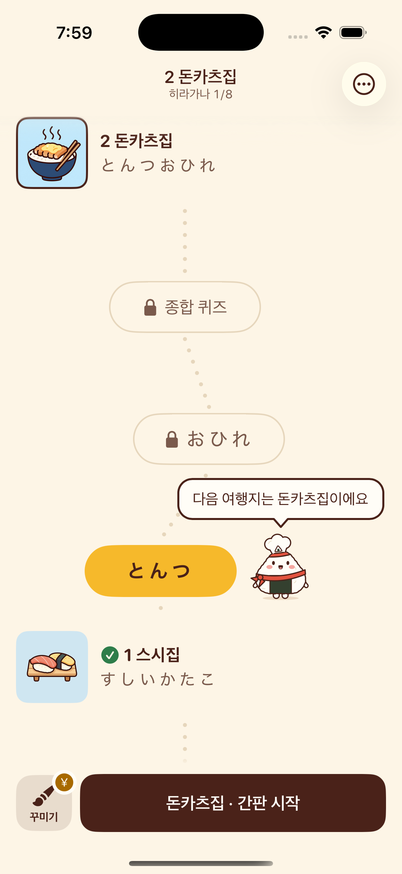 7:59
2 돈카츠집
히라가나 1/8
2 돈카츠집
とんつおひれ
종합 퀴즈
おひれ
다음 여행지는 돈카츠집이에요
とんつ
1 스시집
すしいかたこ
¥
꾸미기
돈카츠집 · 간판 시작